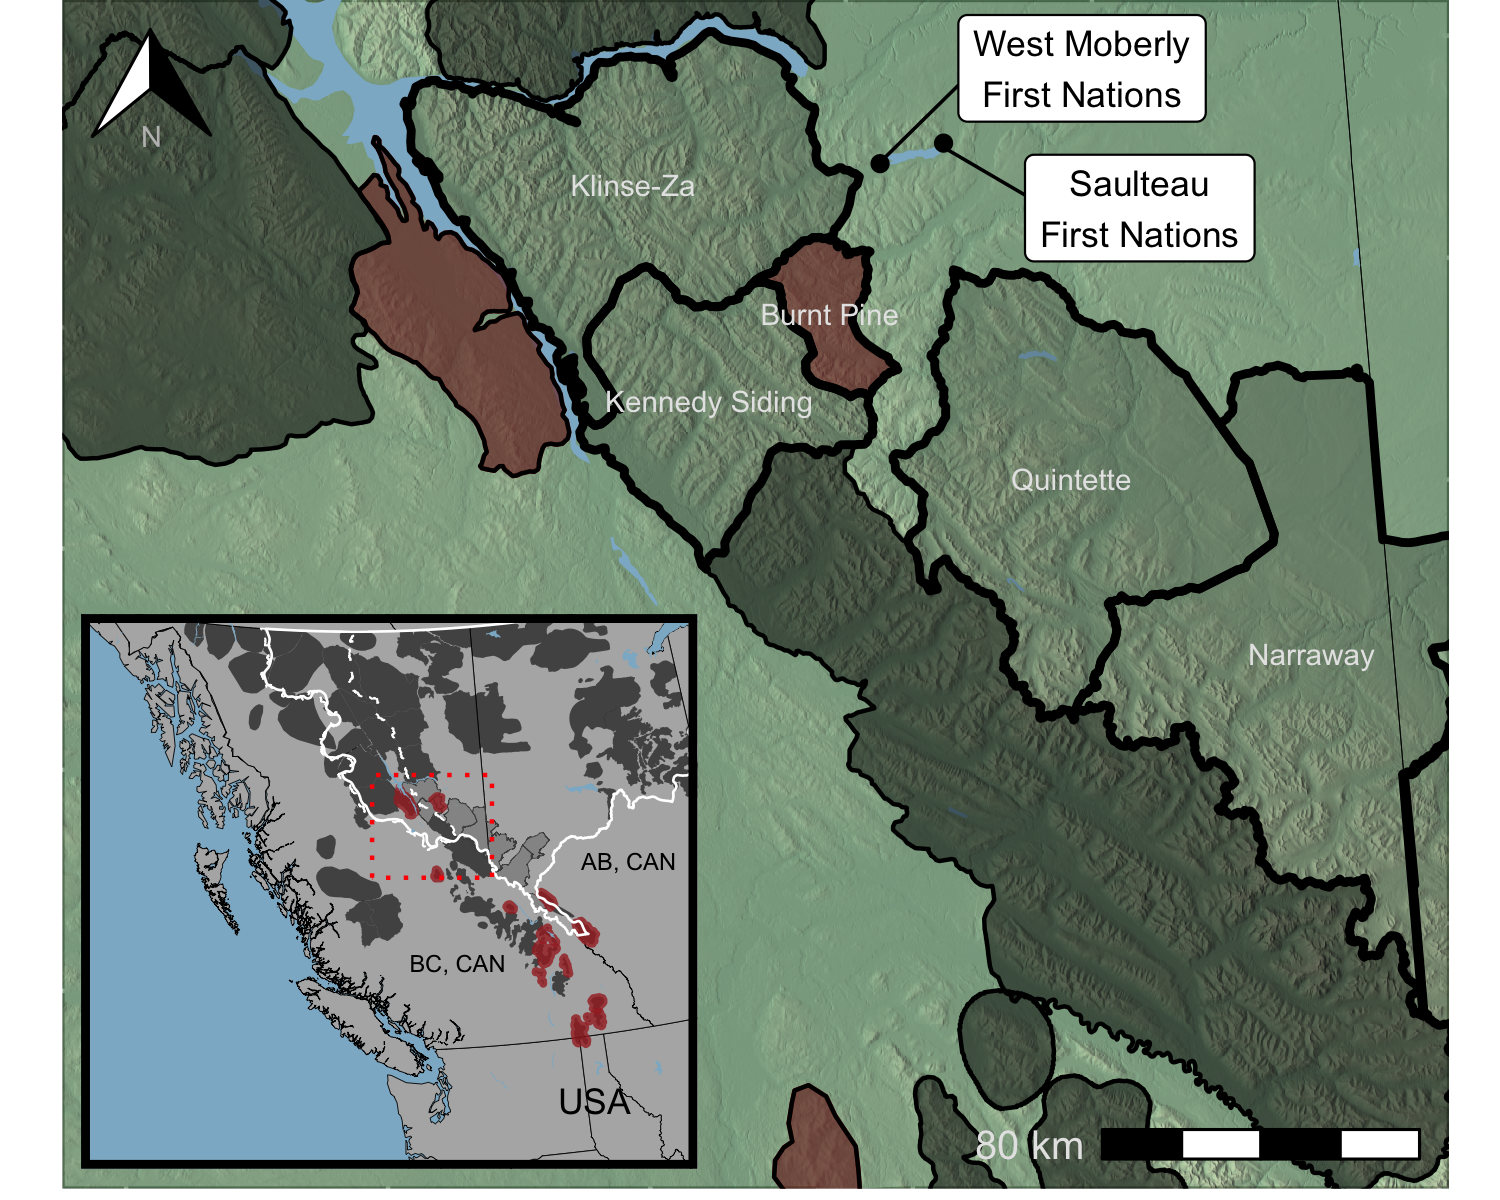 West Moberly
First Nations
N
Klinse-Za
Saulteau
First Nations
Burnt Pine
Kennedy Siding
Quintette
Narraway
AB, CAN
BC, CAN
USA
80 km